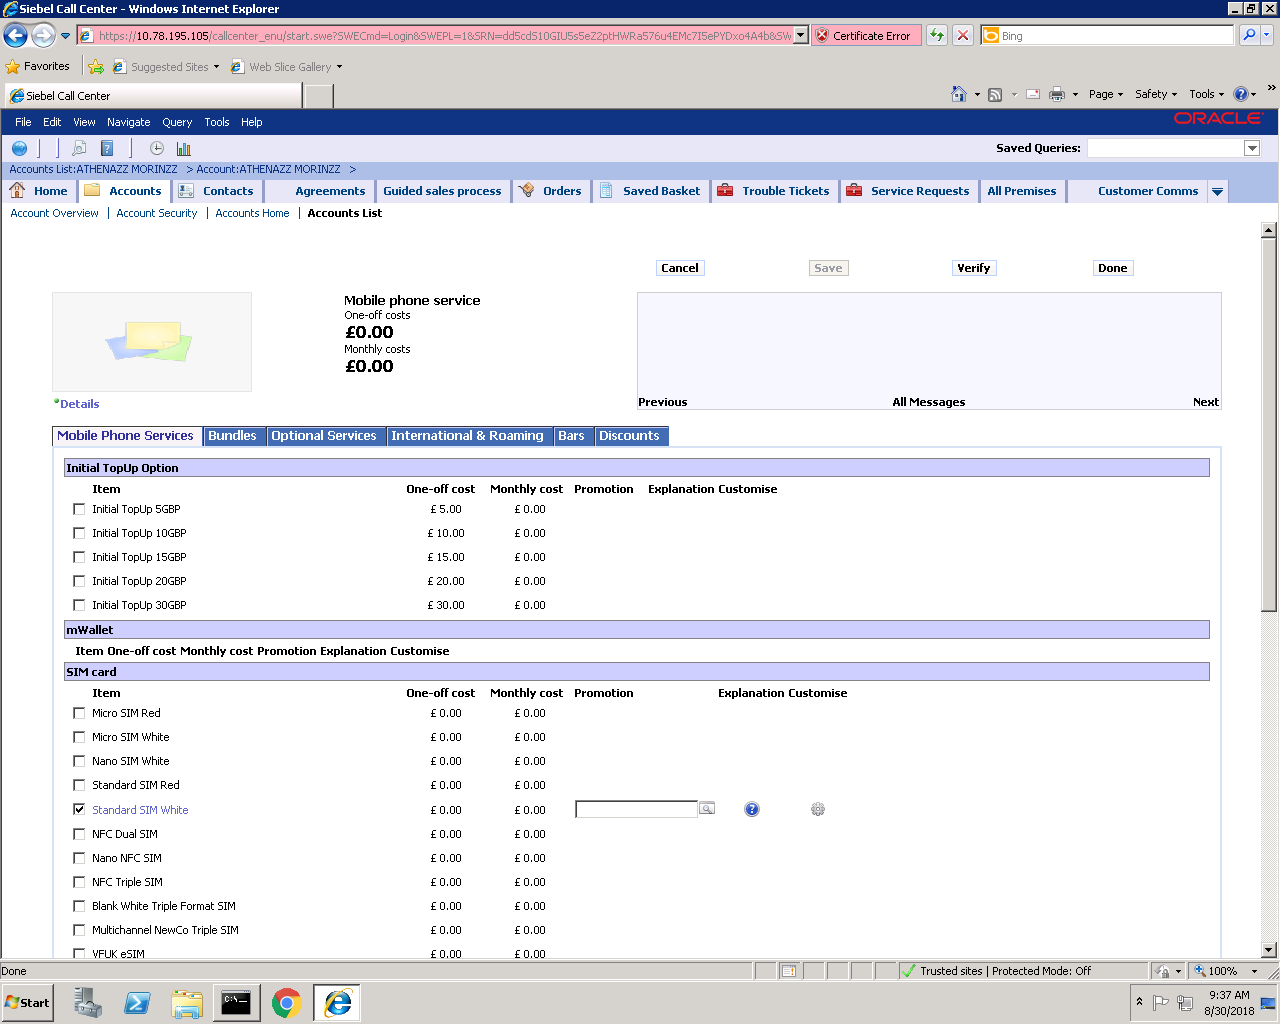 Siebel Call Center - Windows Internet Explorer
https://10.78.195.105/callcenter_enu/start.swe?SWECmd=Login&SWEPL=1&SRN=dd5cdS10GIU5s5eZ2ptHWRa576u4EMc7I5ePYDxo4A4b&SW
Certificate Error
Bing
Favorites
Suggested Sites
Web Slice Gallery
Siebel Call Center
Page
Safety
Tools
File Edit View Navigate Query Tools Help
ORACLE
Saved Queries:
Accounts List:ATHENAZZ MORINZZ > Account:ATHENAZZ MORINZZ >
Home Accounts Contacts Agreements Guided sales process Orders Saved Basket Trouble Tickets Service Requests All Premises Customer Comms
Account Overview | Account Security | Accounts Home | Accounts List
Cancel Save Verify Done
Mobile phone service
One-off costs
£0.00
Monthly costs
£0.00
Details
Previous All Messages Next
Mobile Phone Services Bundles Optional Services International & Roaming Bars Discounts
Initial TopUp Option
Item One-off cost Monthly cost Promotion Explanation Customise
Initial TopUp 5GBP £ 5.00 £ 0.00
Initial TopUp 10GBP £ 10.00 £ 0.00
Initial TopUp 15GBP £ 15.00 £ 0.00
Initial TopUp 20GBP £ 20.00 £ 0.00
Initial TopUp 30GBP £ 30.00 £ 0.00
mWallet
Item One-off cost Monthly cost Promotion Explanation Customise
SIM card
Item One-off cost Monthly cost Promotion Explanation Customise
Micro SIM Red £ 0.00 £ 0.00
Micro SIM White £ 0.00 £ 0.00
Nano SIM White £ 0.00 £ 0.00
Standard SIM Red £ 0.00 £ 0.00
Standard SIM White £ 0.00 £ 0.00
NFC Dual SIM £ 0.00 £ 0.00
Nano NFC SIM £ 0.00 £ 0.00
NFC Triple SIM £ 0.00 £ 0.00
Blank White Triple Format SIM £ 0.00 £ 0.00
Multichannel NewCo Triple SIM £ 0.00 £ 0.00
VFUK eSIM £ 0.00 £ 0.00
Done
Trusted sites | Protected Mode: Off
100%
Start
9:37 AM
8/30/2018